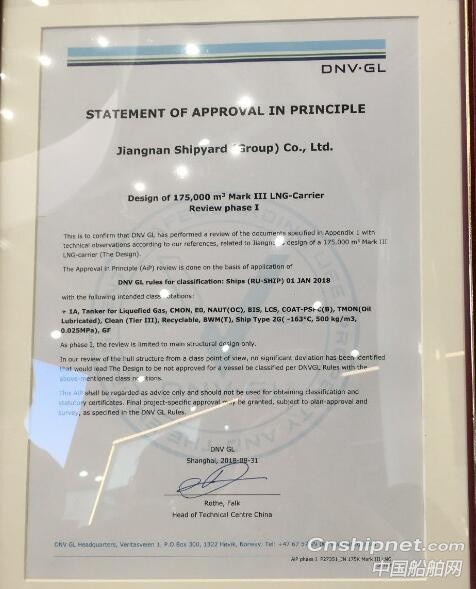 DNV·GL
STATEMENT OF APPROVAL IN PRINCIPLE
Jiangnan Shipyard (Group) Co., Ltd.
Design of 175,000 m³ Mark III LNG-Carrier
Review phase I
This is to confirm that DNV GL has performed a review of the documents specified in Appendix 1 with
technical observations according to our references, related to Jiangnan design of a 175,000 m³ Mark III
LNG-carrier (The Design).
The Approval in Principle (AiP) review is done on the basis of application of
DNV GL rules for classification: Ships (RU-SHIP) 01 JAN 2018
with the following intended class notations:
+ 1A, Tanker for Liquefied Gas, CMON, E0, NAUT(OC), BIS, LCS, COAT-PSPC(B), TMON(Oil
Lubricated), Clean (Tier III), Recyclable, BWM(T), Ship Type 2G( -163°C, 500 kg/m3,
0.025MPa), GF
As phase I, the review is limited to main structural design only.
In our review of the hull structure from a class point of view, no significant deviation has been identified
that would lead The Design to be not approved for a vessel be classified per DNVGL Rules with the
above-mentioned class notations.
This AiP shall be regarded as advice only and should not be used for obtaining classification and
statutory certificates. Final project-specific approval may be granted, subject to plan-approval and
survey, as specified in the DNV GL Rules.
DNV GL
Shanghai, 2018-08-31
Rothe, Falk
Head of Technical Centre China
DNV GL Headquarters, Veritasveien 1, P.O.Box 300, 1322 Høvik, Norway. Tel: +47 67 57
AiP phase 1 P27351_JN 175K Mark III LNG
Cnshipnet.com
中国船舶网